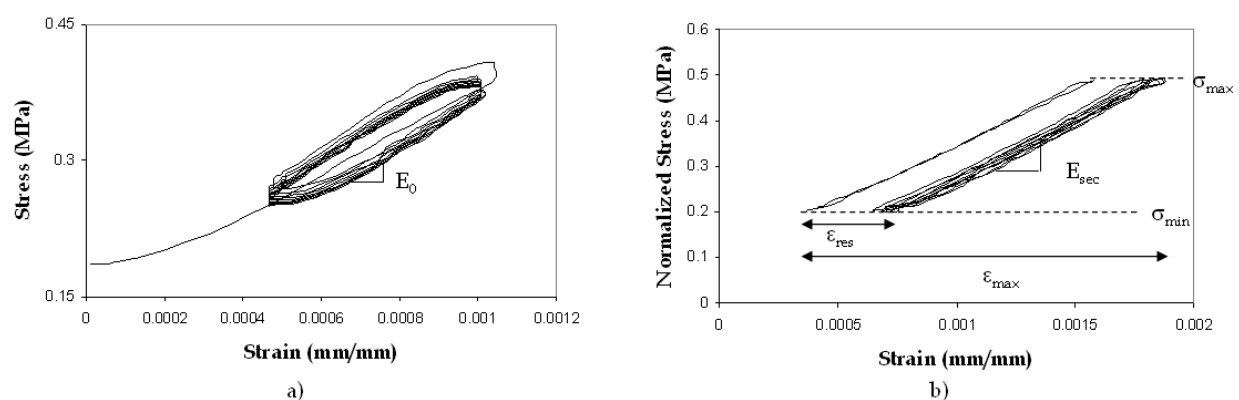 0.45
0.3
0.15
Stress (MPa)
E₀
0 0.0002 0.0004 0.0006 0.0008 0.001 0.0012
Strain (mm/mm)
a)
0.6
0.5
0.4
0.3
0.2
0.1
0
Normalized Stress (MPa)
σmax
Esec
σmin
εres
εmax
0 0.0005 0.001 0.0015 0.002
Strain (mm/mm)
b)